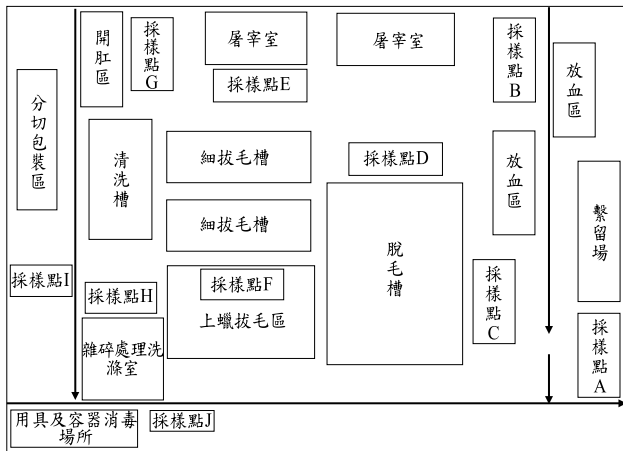 開肛區
採樣點
G
屠宰室
屠宰室
採樣點
B
放血區
分切包裝區
採樣點E
清洗槽
細拔毛槽
採樣點D
放血區
繫留場
細拔毛槽
脫毛槽
採樣點I
採樣點H
採樣點F
上蠟拔毛區
採樣點
C
採樣點
A
雜碎處理洗
滌室
用具及容器消毒
場所
採樣點J